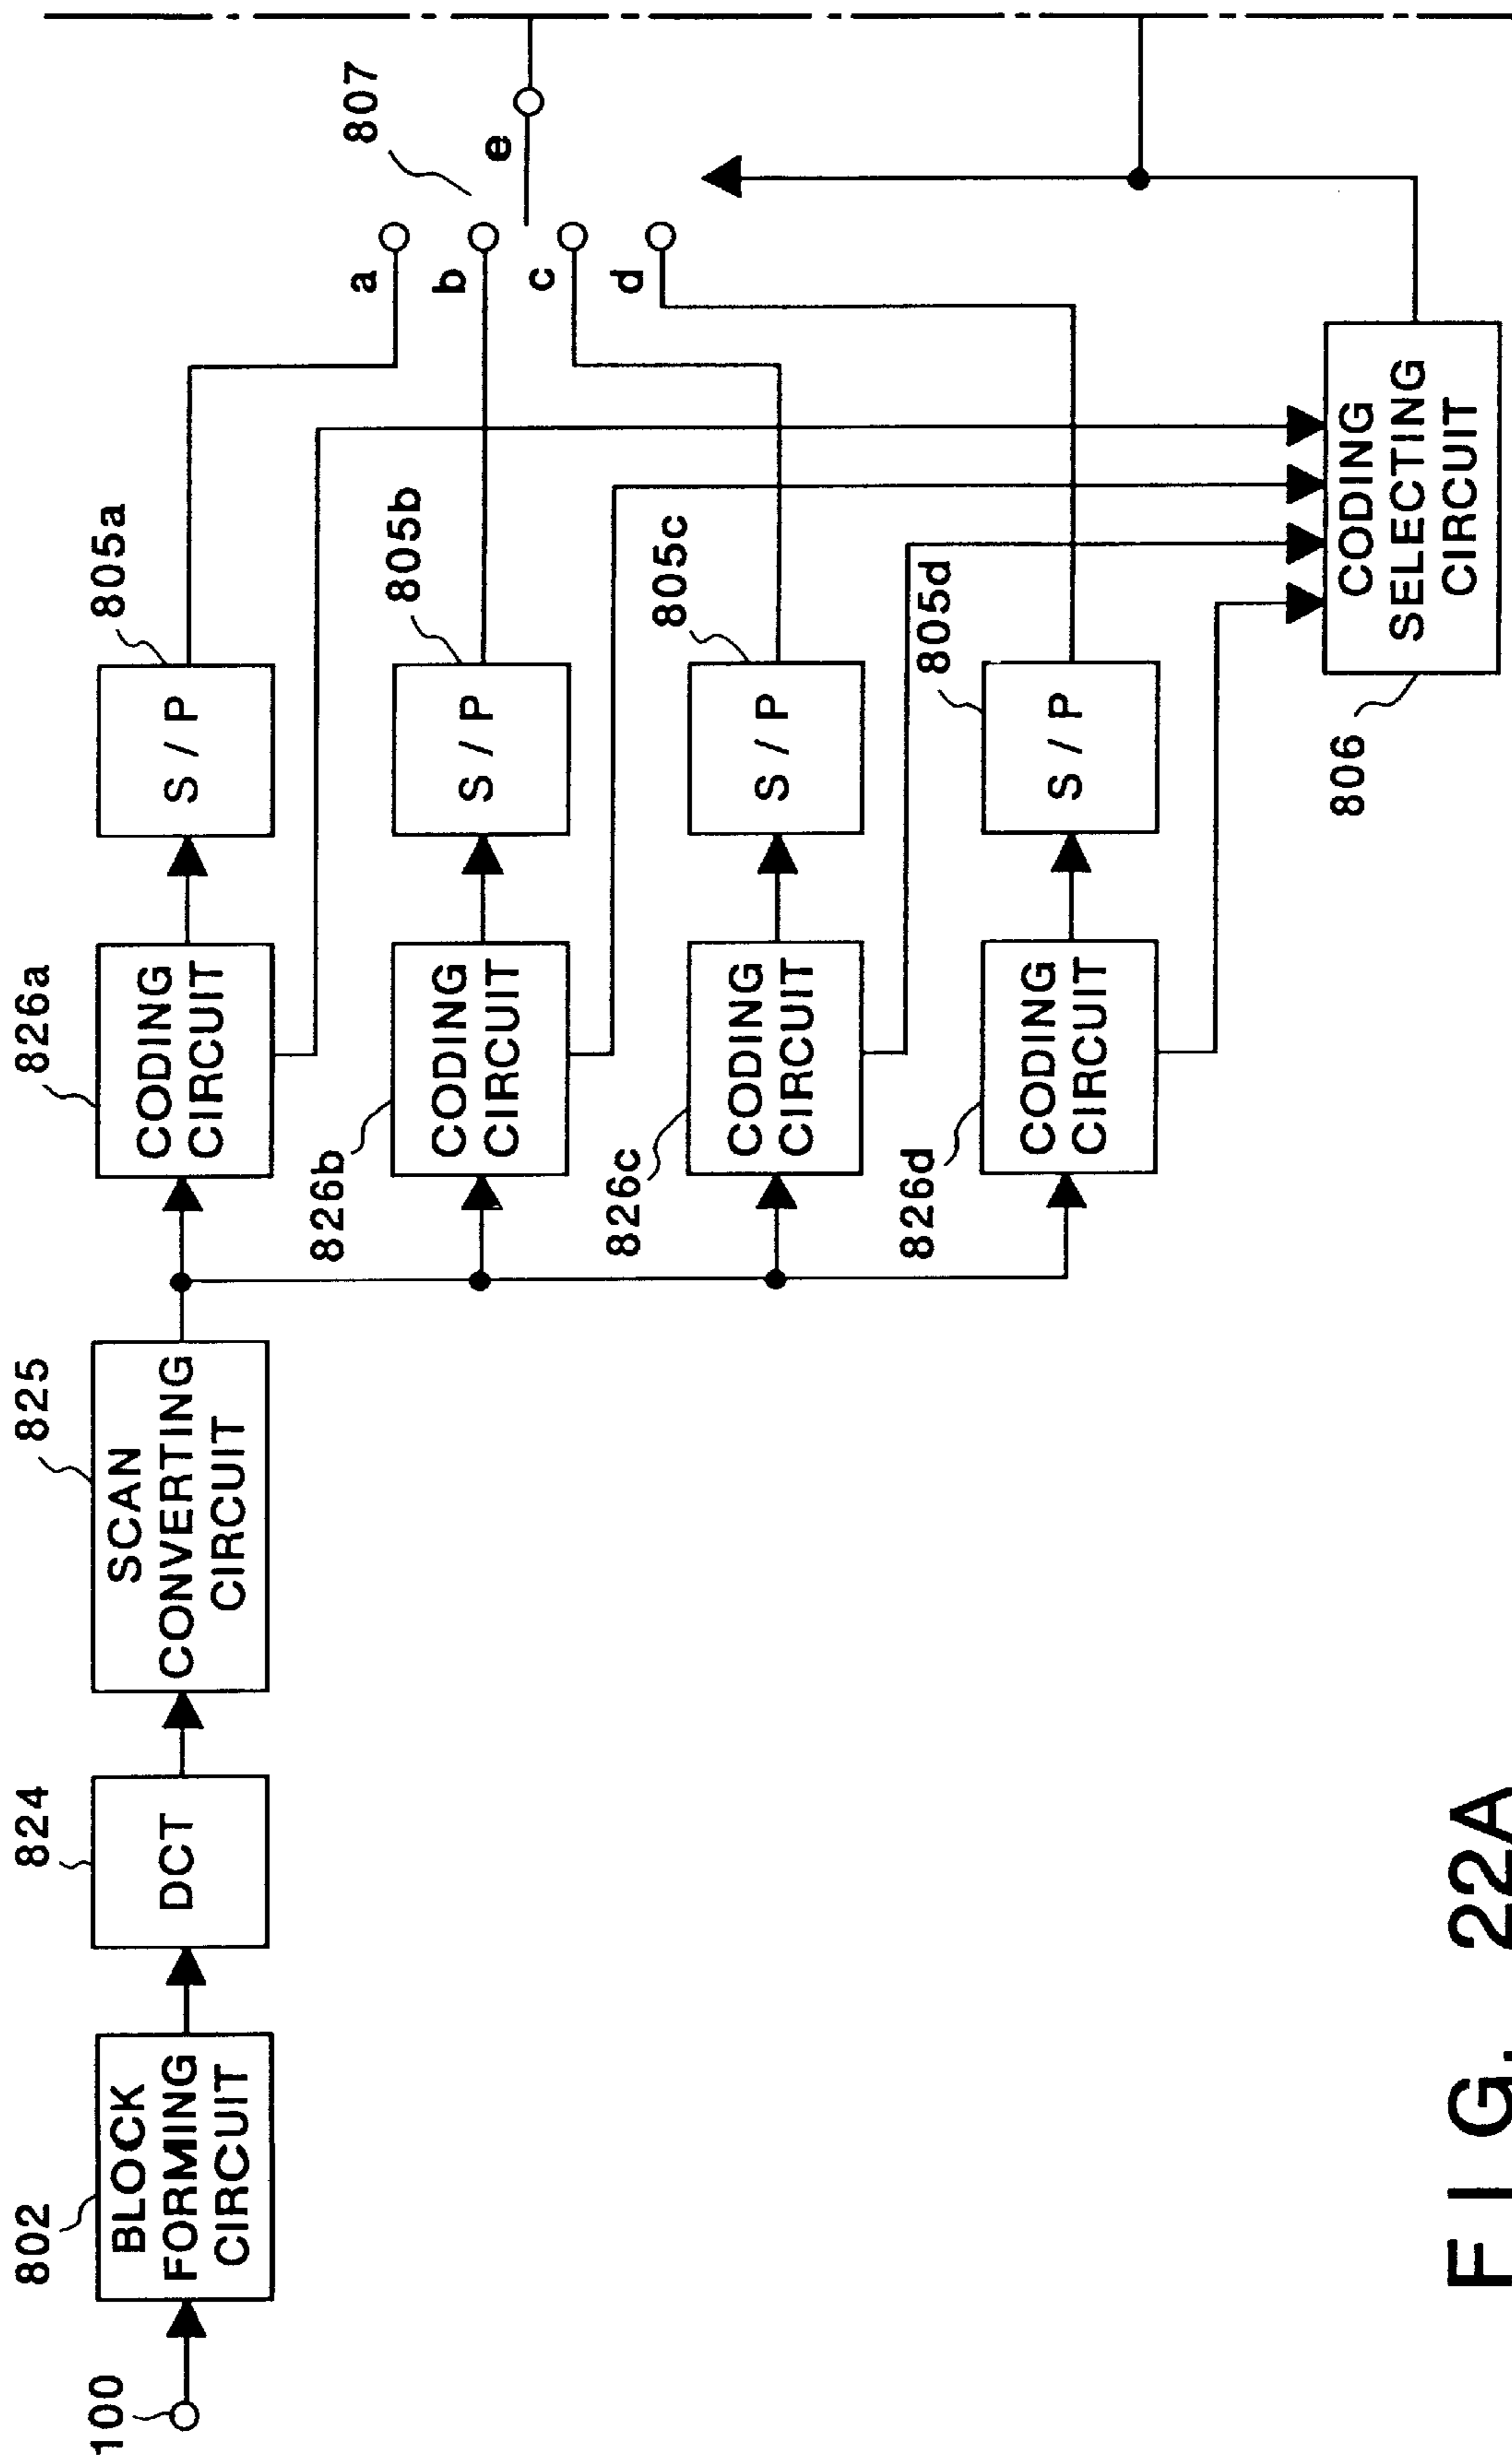 100
802
BLOCK
FORMING
CIRCUIT
824
DCT
825
SCAN
CONVERTING
CIRCUIT
826a
CODING
CIRCUIT
805a
S/P
826b
CODING
CIRCUIT
805b
S/P
826c
CODING
CIRCUIT
805c
S/P
826d
CODING
CIRCUIT
805d
S/P
a
b
c
d
e
807
806
CODING
SELECTING
CIRCUIT
FIG. 22A